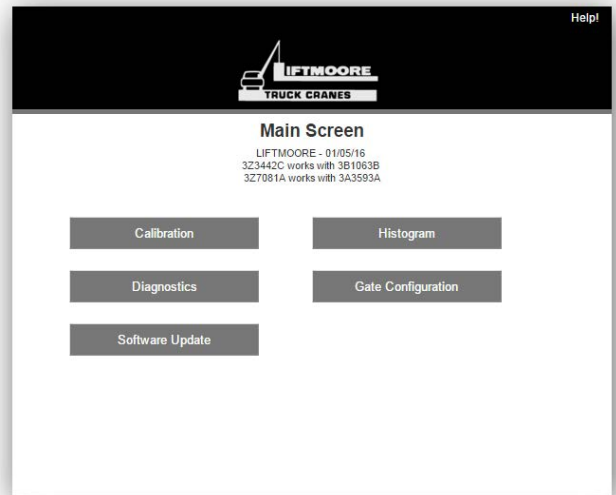 Help!
LIFTMOORE
TRUCK CRANES
Main Screen
LIFTMOORE - 01/05/16
3Z3442C works with 3B1063B
3Z7081A works with 3A3593A
Calibration
Histogram
Diagnostics
Gate Configuration
Software Update